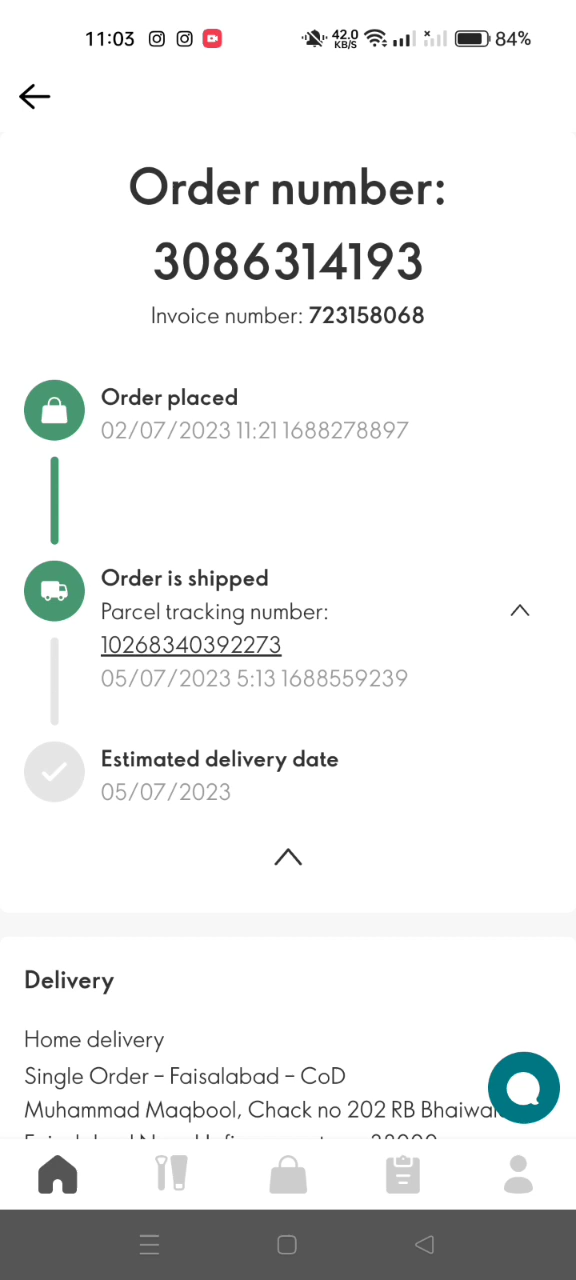 11:03
42.0
KB/S
84%
Order number:
3086314193
Invoice number: 723158068
Order placed
02/07/2023 11:21 1688278897
Order is shipped
Parcel tracking number:
10268340392273
05/07/2023 5:13 1688559239
Estimated delivery date
05/07/2023
Delivery
Home delivery
Single Order – Faisalabad – CoD
Muhammad Maqbool, Chack no 202 RB